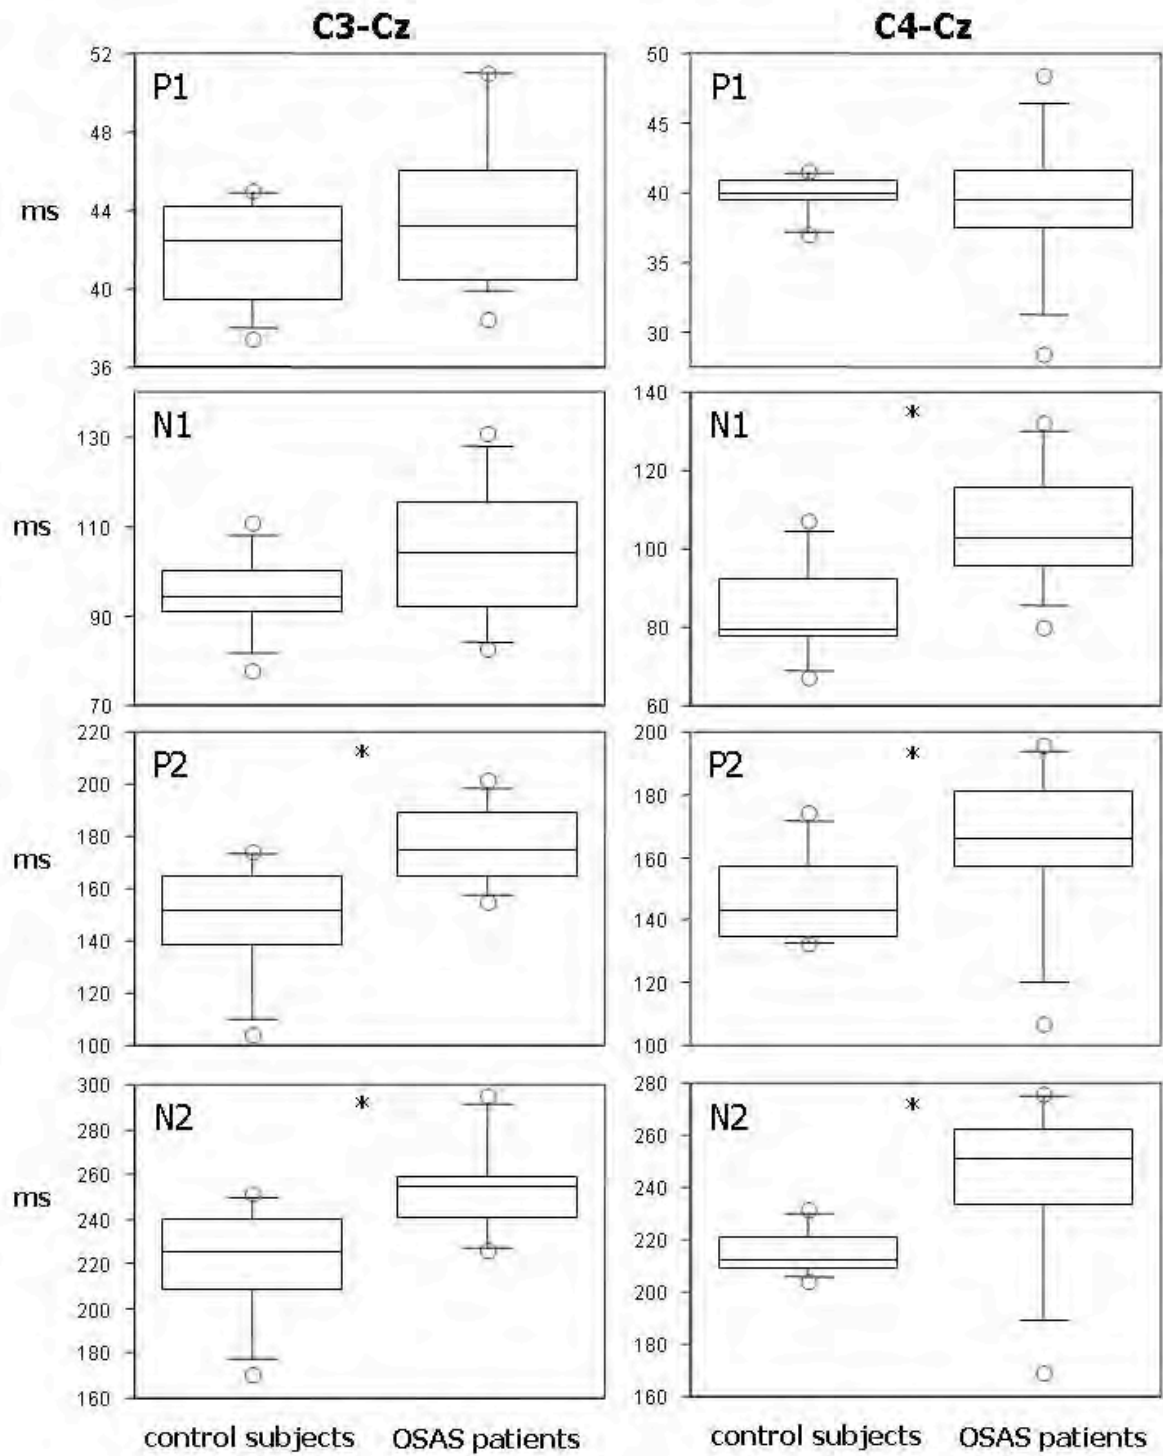 C3-Cz C4-Cz
P1 P1
52 50
48 45
44 40
40 35
36 30
ms
N1 * N1
130 140
110 120
90 100
70 80
60
ms
P2 * P2 *
220 200
200 180
180 160
160 140
140 120
120 100
100
ms
N2 * N2 *
300 280
280 260
260 240
240 220
220 200
200 180
180 160
160
ms
control subjects OSAS patients control subjects OSAS patients